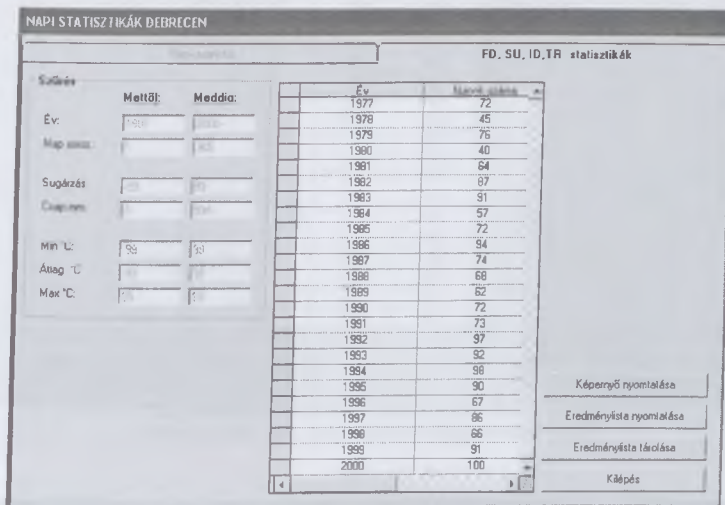 NAPI STATISZTIKÁK DEBRECEN
FD, SU, ID,TR statisztikák
Szűrés
Mettől: Meddig:
Év:
Sugárzás
Min °C: -99 99
Átlag °C
Max °C:
Év
1977 72
1978 45
1979 76
1980 40
1981 64
1982 87
1983 91
1984 57
1985 72
1986 94
1987 74
1988 68
1989 62
1990 72
1991 73
1992 97
1993 92
1994 98
1995 90
1996 67
1997 86
1998 66
1999 91
2000 100
Képernyő nyomtatása
Eredménylista nyomtatása
Eredménylista tárolása
Kilépés